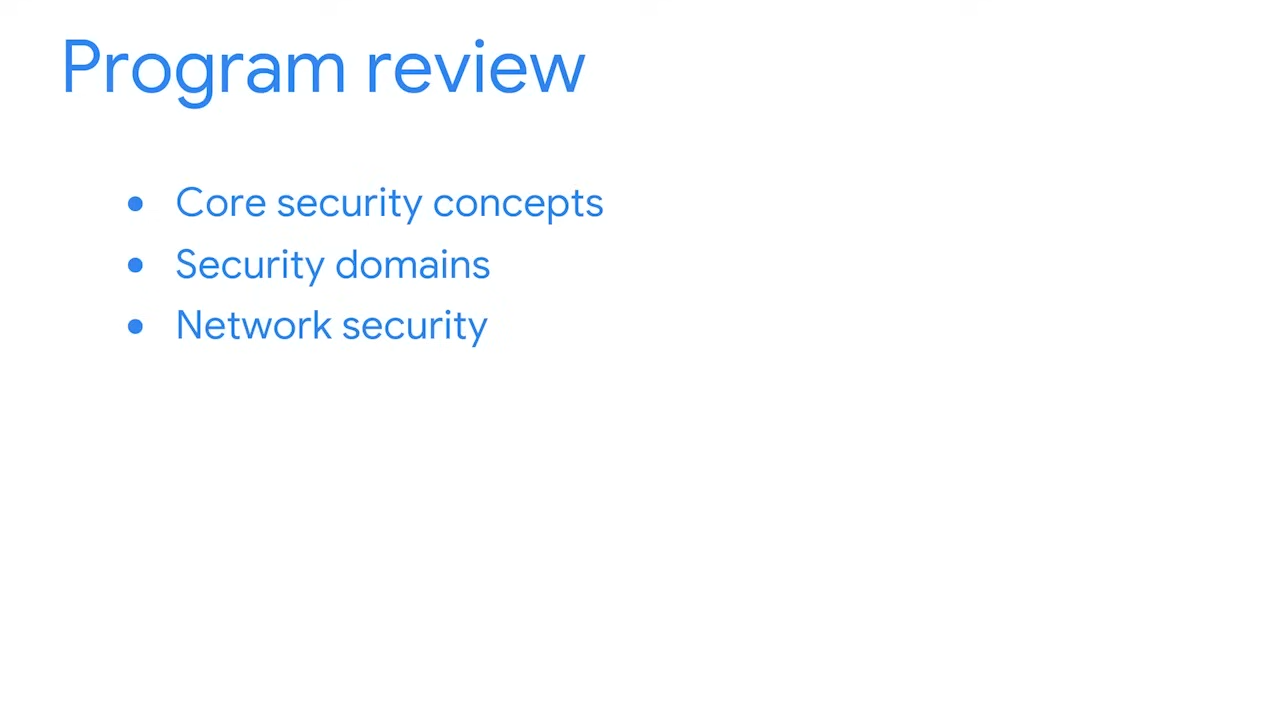 Program review
● Core security concepts
● Security domains
● Network security